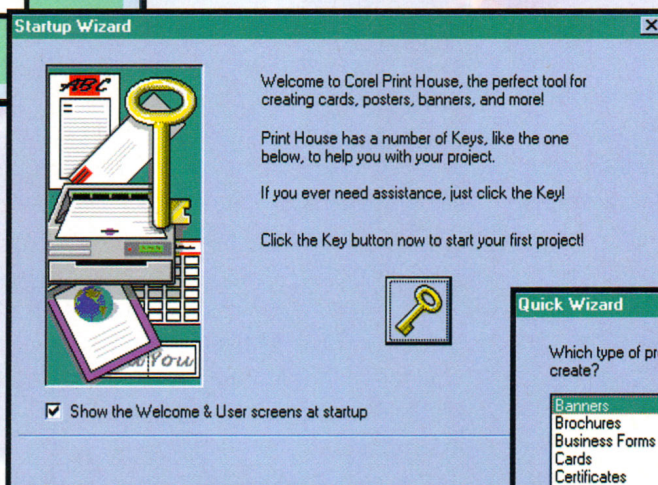 Startup Wizard
ABC
Welcome to Corel Print House, the perfect tool for
creating cards, posters, banners, and more!
Print House has a number of Keys, like the one
below, to help you with your project.
If you ever need assistance, just click the Key!
Click the Key button now to start your first project!
You
Show the Welcome & User screens at startup
Quick Wizard
Which type of pr
create?
Banners
Brochures
Business Forms
Cards
Certificates